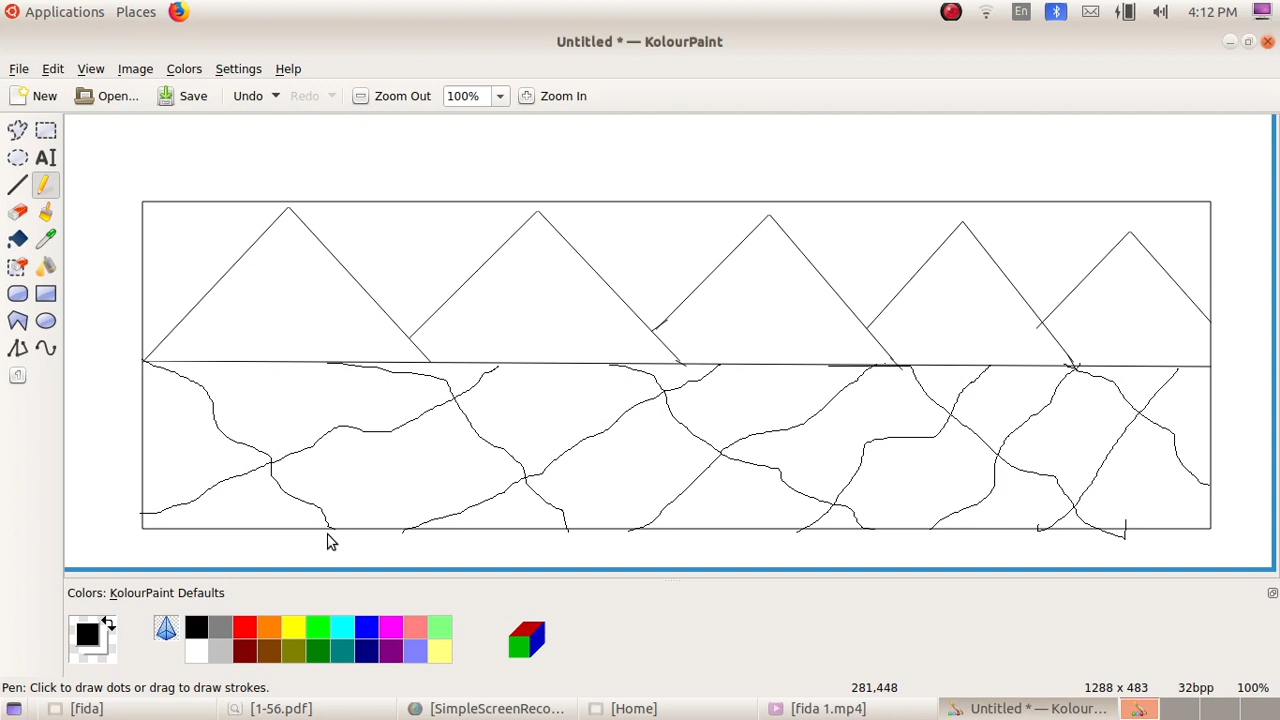 Applications Places En 4:12 PM
Untitled * — KolourPaint
File Edit View Image Colors Settings Help
New Open... Save Undo Redo Zoom Out 100% Zoom In
A
Colors: KolourPaint Defaults
Pen: Click to draw dots or drag to draw strokes. 281,448 1288 x 483 32bpp 100%
[fida] [1-56.pdf] [SimpleScreenReco... [Home] [fida 1.mp4] Untitled * — Kolour...